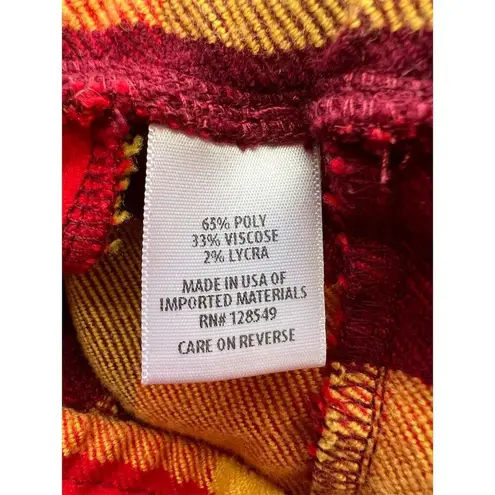 65% POLY
33% VISCOSE
2% LYCRA
MADE IN USA OF
IMPORTED MATERIALS
RN# 128549
CARE ON REVERSE